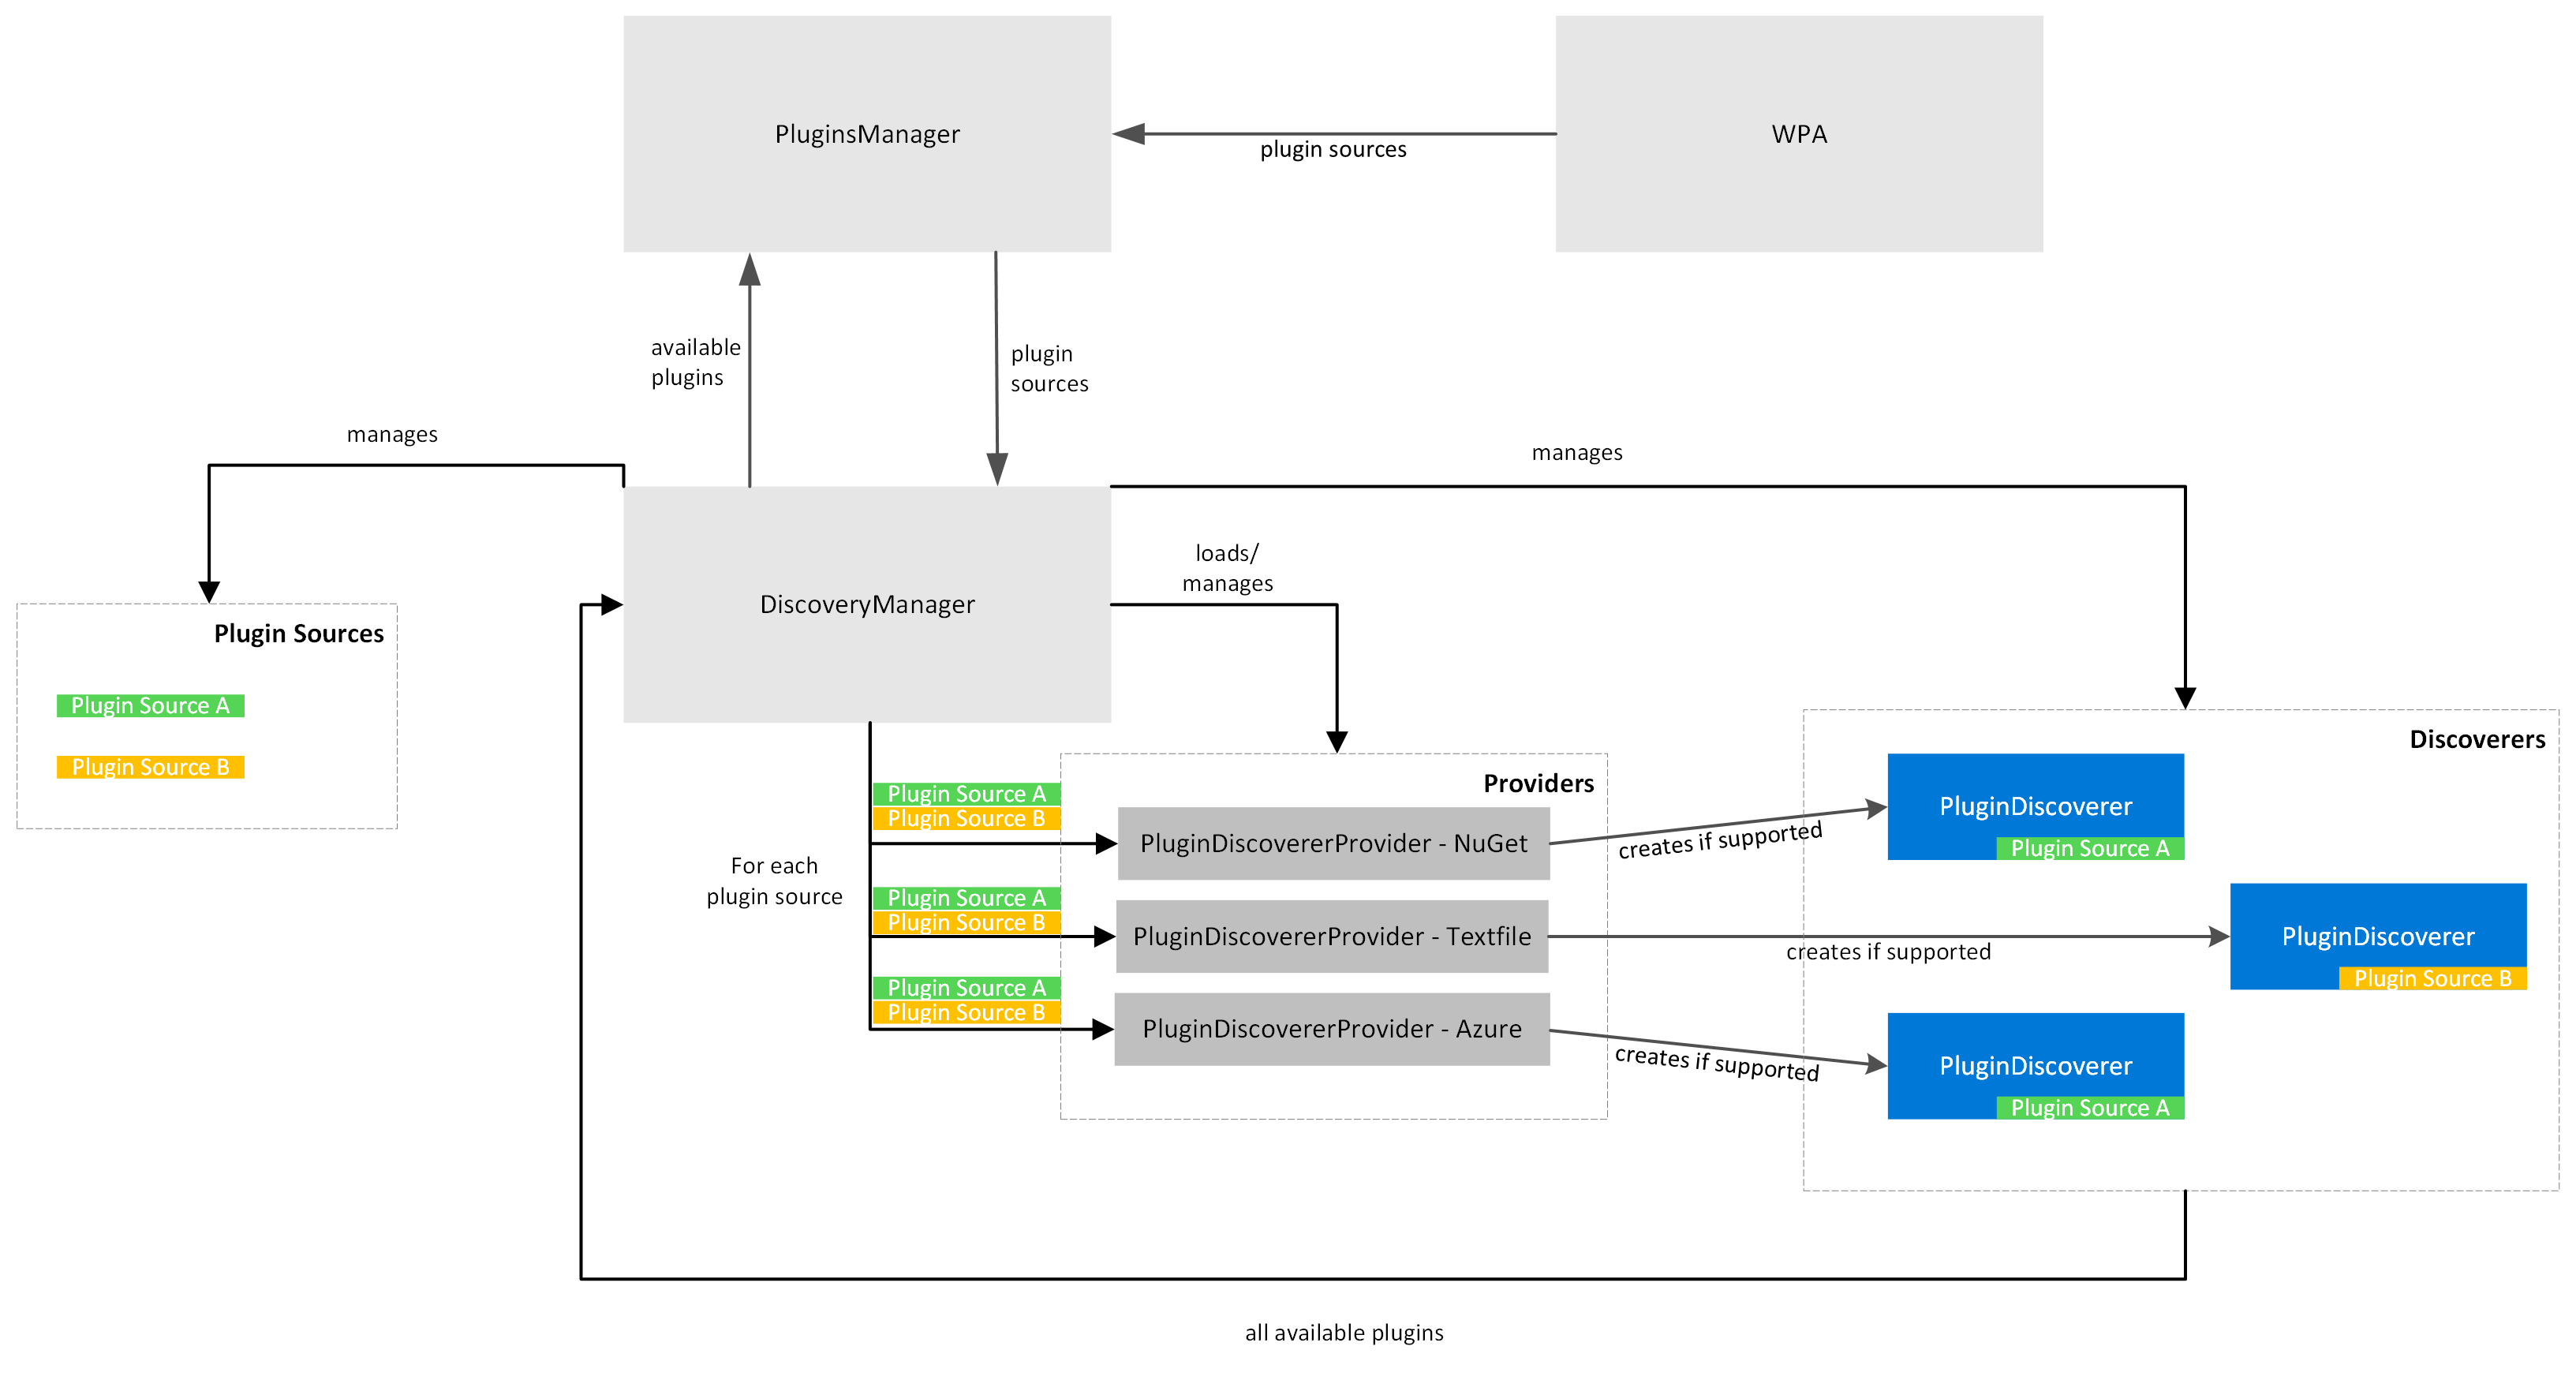 PluginsManager
WPA
plugin sources
available
plugins
plugin
sources
manages
manages
loads/
manages
DiscoveryManager
Plugin Sources
Plugin Source A
Plugin Source B
For each
plugin source
Plugin Source A
Plugin Source B
Plugin Source A
Plugin Source B
Plugin Source A
Plugin Source B
Providers
PluginDiscovererProvider - NuGet
PluginDiscovererProvider - Textfile
PluginDiscovererProvider - Azure
creates if supported
creates if supported
creates if supported
Discoverers
PluginDiscoverer
Plugin Source A
PluginDiscoverer
Plugin Source B
PluginDiscoverer
Plugin Source A
all available plugins